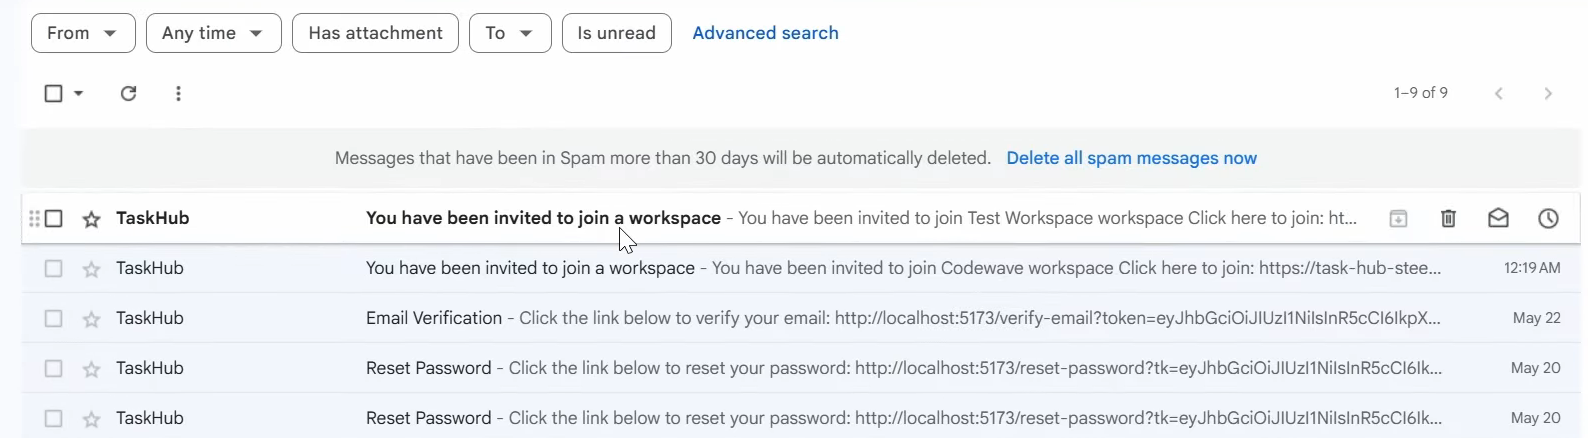 From Any time Has attachment To Is unread Advanced search
1–9 of 9
Messages that have been in Spam more than 30 days will be automatically deleted. Delete all spam messages now
TaskHub You have been invited to join a workspace - You have been invited to join Test Workspace workspace Click here to join: ht...
TaskHub You have been invited to join a workspace - You have been invited to join Codewave workspace Click here to join: https://task-hub-stee... 12:19 AM
TaskHub Email Verification - Click the link below to verify your email: http://localhost:5173/verify-email?token=eyJhbGciOiJIUzI1NiIsInR5cCI6IkpX... May 22
TaskHub Reset Password - Click the link below to reset your password: http://localhost:5173/reset-password?tk=eyJhbGciOiJIUzI1NiIsInR5cCI6Ik... May 20
TaskHub Reset Password - Click the link below to reset your password: http://localhost:5173/reset-password?tk=eyJhbGciOiJIUzI1NiIsInR5cCI6Ik... May 20